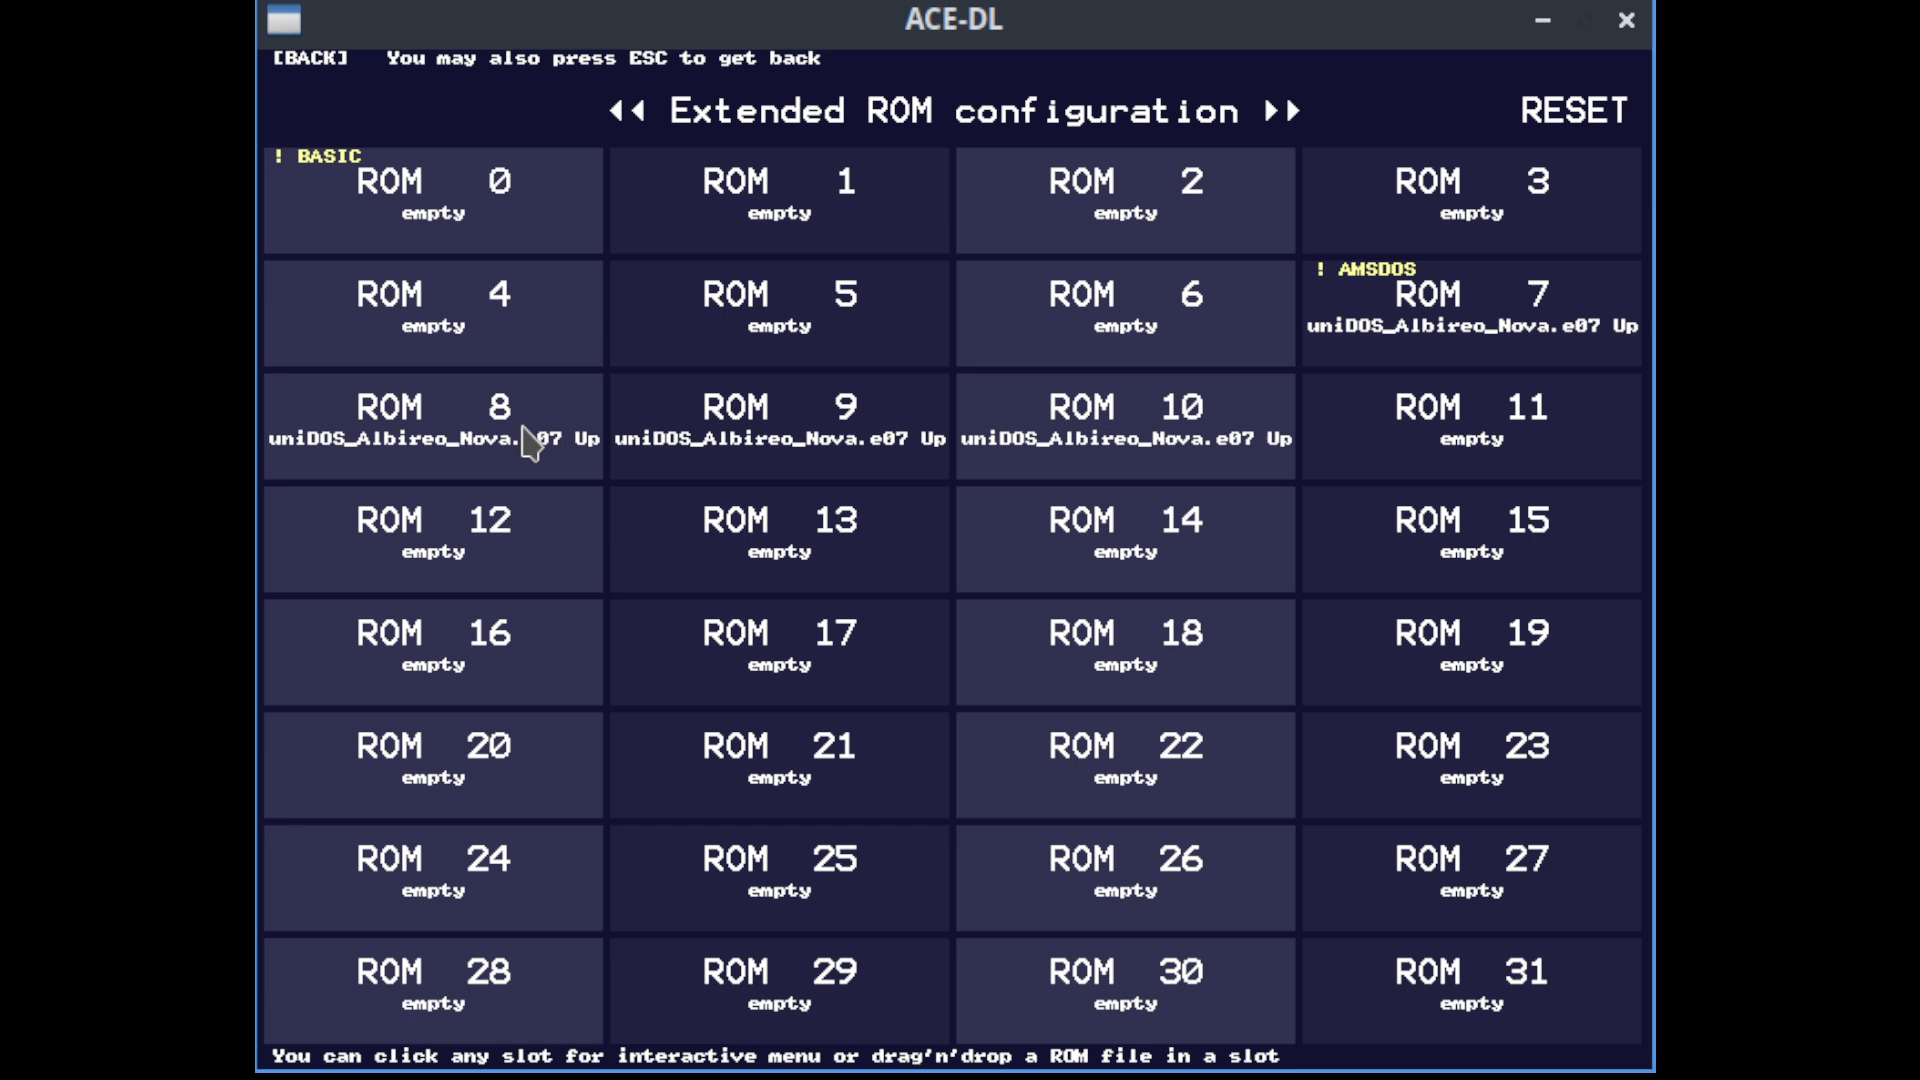 ACE-DL
[BACK] You may also press ESC to get back
Extended ROM configuration
RESET
! BASIC
ROM 0
empty
ROM 1
empty
ROM 2
empty
ROM 3
empty
ROM 4
empty
ROM 5
empty
ROM 6
empty
! AMSDOS
ROM 7
uniDOS_Albireo_Nova.e07 Up
ROM 8
uniDOS_Albireo_Nova.e07 Up
ROM 9
uniDOS_Albireo_Nova.e07 Up
ROM 10
uniDOS_Albireo_Nova.e07 Up
ROM 11
empty
ROM 12
empty
ROM 13
empty
ROM 14
empty
ROM 15
empty
ROM 16
empty
ROM 17
empty
ROM 18
empty
ROM 19
empty
ROM 20
empty
ROM 21
empty
ROM 22
empty
ROM 23
empty
ROM 24
empty
ROM 25
empty
ROM 26
empty
ROM 27
empty
ROM 28
empty
ROM 29
empty
ROM 30
empty
ROM 31
empty
You can click any slot for interactive menu or drag'n'drop a ROM file in a slot